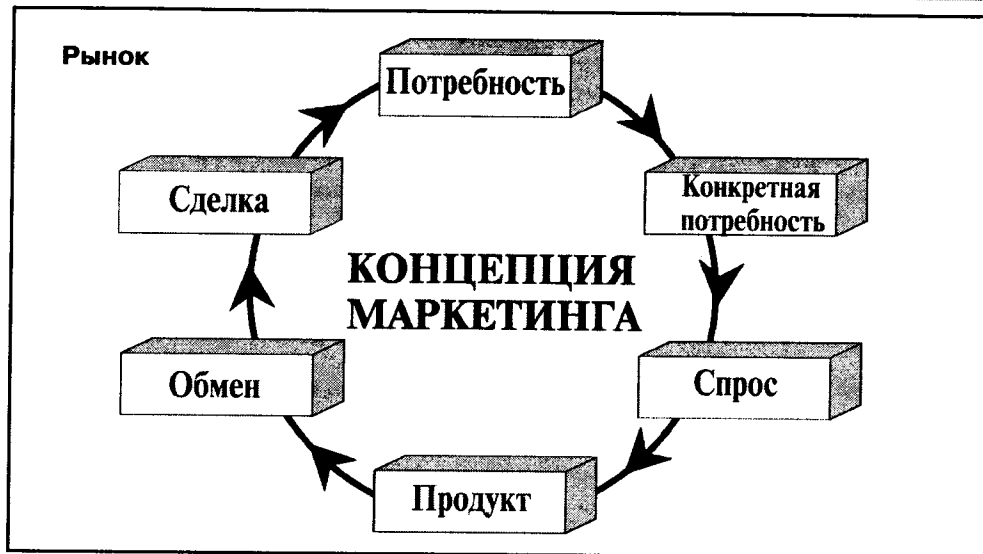 Рынок
Потребность
Конкретная
потребность
Спрос
Продукт
Обмен
Сделка
КОНЦЕПЦИЯ
МАРКЕТИНГА